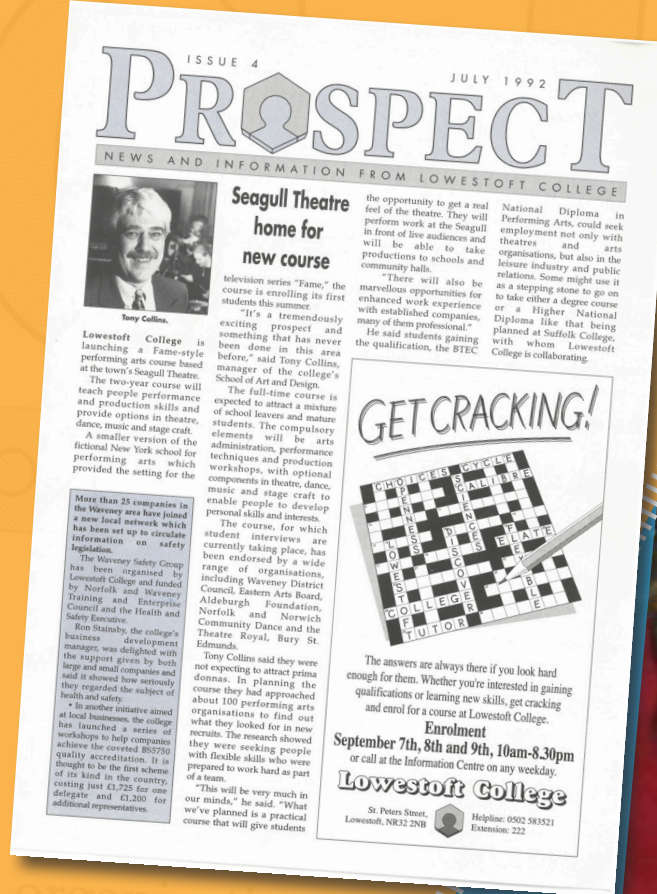 ISSUE 4
JULY 1992
PROSPECT
NEWS AND INFORMATION FROM LOWESTOFT COLLEGE
Tony Collins.
Seagull Theatre
home for
new course
Lowestoft College is
launching a Fame-style
performing arts course based
at the town's Seagull Theatre.
The two-year course will
teach people performance
and production skills and
provide options in theatre,
dance, music and stage craft.
A smaller version of the
fictional New York school for
performing arts which
provided the setting for the
television series "Fame," the
course is enrolling its first
students this summer.
"It's a tremendously
exciting prospect and
something that has never
been done in this area
before," said Tony Collins,
manager of the college's
School of Art and Design.
The full-time course is
expected to attract a mixture
of school leavers and mature
students. The compulsory
elements will be arts
administration, performance
techniques and production
workshops, with optional
components in theatre, dance,
music and stage craft to
enable people to develop
personal skills and interests.
The course, for which
student interviews are
currently taking place, has
been endorsed by a wide
range of organisations,
including Waveney District
Council, Eastern Arts Board,
Aldeburgh Foundation,
Norfolk and Norwich
Community Dance and the
Theatre Royal, Bury St.
Edmunds.
Tony Collins said they were
not expecting to attract prima
donnas. In planning the
course they had approached
about 100 performing arts
organisations to find out
what they looked for in new
recruits. The research showed
they were seeking people
with flexible skills who were
prepared to work hard as part
of a team.
"This will be very much in
our minds," he said. "What
we've planned is a practical
course that will give students
the opportunity to get a real
feel of the theatre. They will
perform work at the Seagull
in front of live audiences and
will be able to take
productions to schools and
community halls.
"There will also be
marvellous opportunities for
enhanced work experience
with established companies,
many of them professional."
He said students gaining
the qualification, the BTEC
National Diploma in
Performing Arts, could seek
employment not only with
theatres and arts
organisations, but also in the
leisure industry and public
relations. Some might use it
as a stepping stone to go on
to take either a degree course
or a Higher National
Diploma like that being
planned at Suffolk College,
with whom Lowestoft
College is collaborating.
More than 25 companies in
the Waveney area have joined
a new local network which
has been set up to circulate
information on safety
legislation.
The Waveney Safety Group
has been organised by
Lowestoft College and funded
by Norfolk and Waveney
Training and Enterprise
Council and the Health and
Safety Executive.
Ron Stainsby, the college's
business development
manager, was delighted with
the support given by both
large and small companies and
said it showed how seriously
they regarded the subject of
health and safety.
• In another initiative aimed
at local businesses, the college
has launched a series of
workshops to help companies
achieve the coveted BS5750
quality accreditation. It is
thought to be the first scheme
of its kind in the country,
costing just £1,725 for one
delegate and £1,200 for
additional representatives.
GET CRACKING!
CHOICES
CYCLE
CALIBRE
OPENNESS
SCIENCES
DISCOVER
ELATE
LOWESTOFT
COLLEGE
TUTOR
The answers are always there if you look hard
enough for them. Whether you're interested in gaining
qualifications or learning new skills, get cracking
and enrol for a course at Lowestoft College.
Enrolment
September 7th, 8th and 9th, 10am-8.30pm
or call at the Information Centre on any weekday.
Lowestoft College
St. Peters Street,
Lowestoft, NR32 2NB
Helpline: 0502 583521
Extension: 222